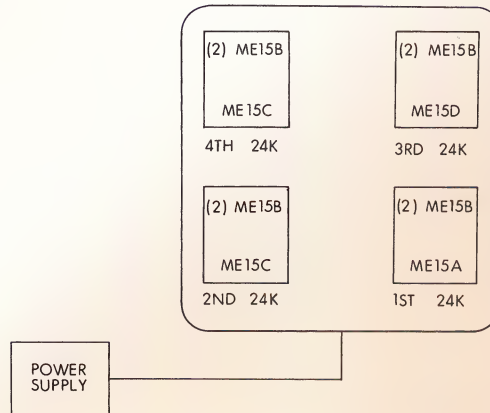 (2) ME15B
ME15C
4TH 24K
(2) ME15B
ME15D
3RD 24K
(2) ME15B
ME15C
2ND 24K
(2) ME15B
ME15A
1ST 24K
POWER
SUPPLY